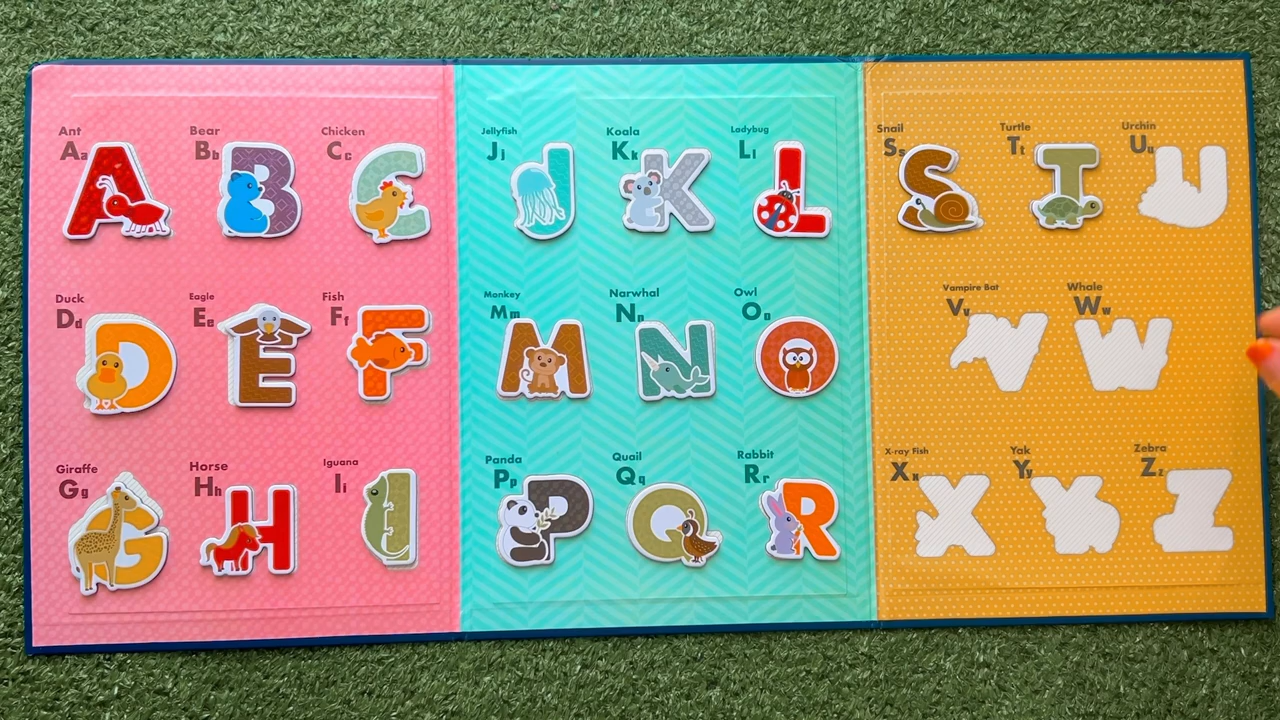 Ant
Aa
A
Bear
Bb
B
Chicken
Cc
C
Duck
Dd
D
Eagle
Ee
E
Fish
Ff
F
Giraffe
Gg
G
Horse
Hh
H
Iguana
Ii
I
Jellyfish
Jj
J
Koala
Kk
K
Ladybug
Ll
L
Monkey
Mm
M
Narwhal
Nn
N
Owl
Oo
O
Panda
Pp
P
Quail
Qq
Q
Rabbit
Rr
R
Snail
Ss
S
Turtle
Tt
T
Urchin
Uu
U
Vampire Bat
Vv
V
Whale
Ww
W
X-ray Fish
Xx
X
Yak
Yy
Y
Zebra
Zz
Z